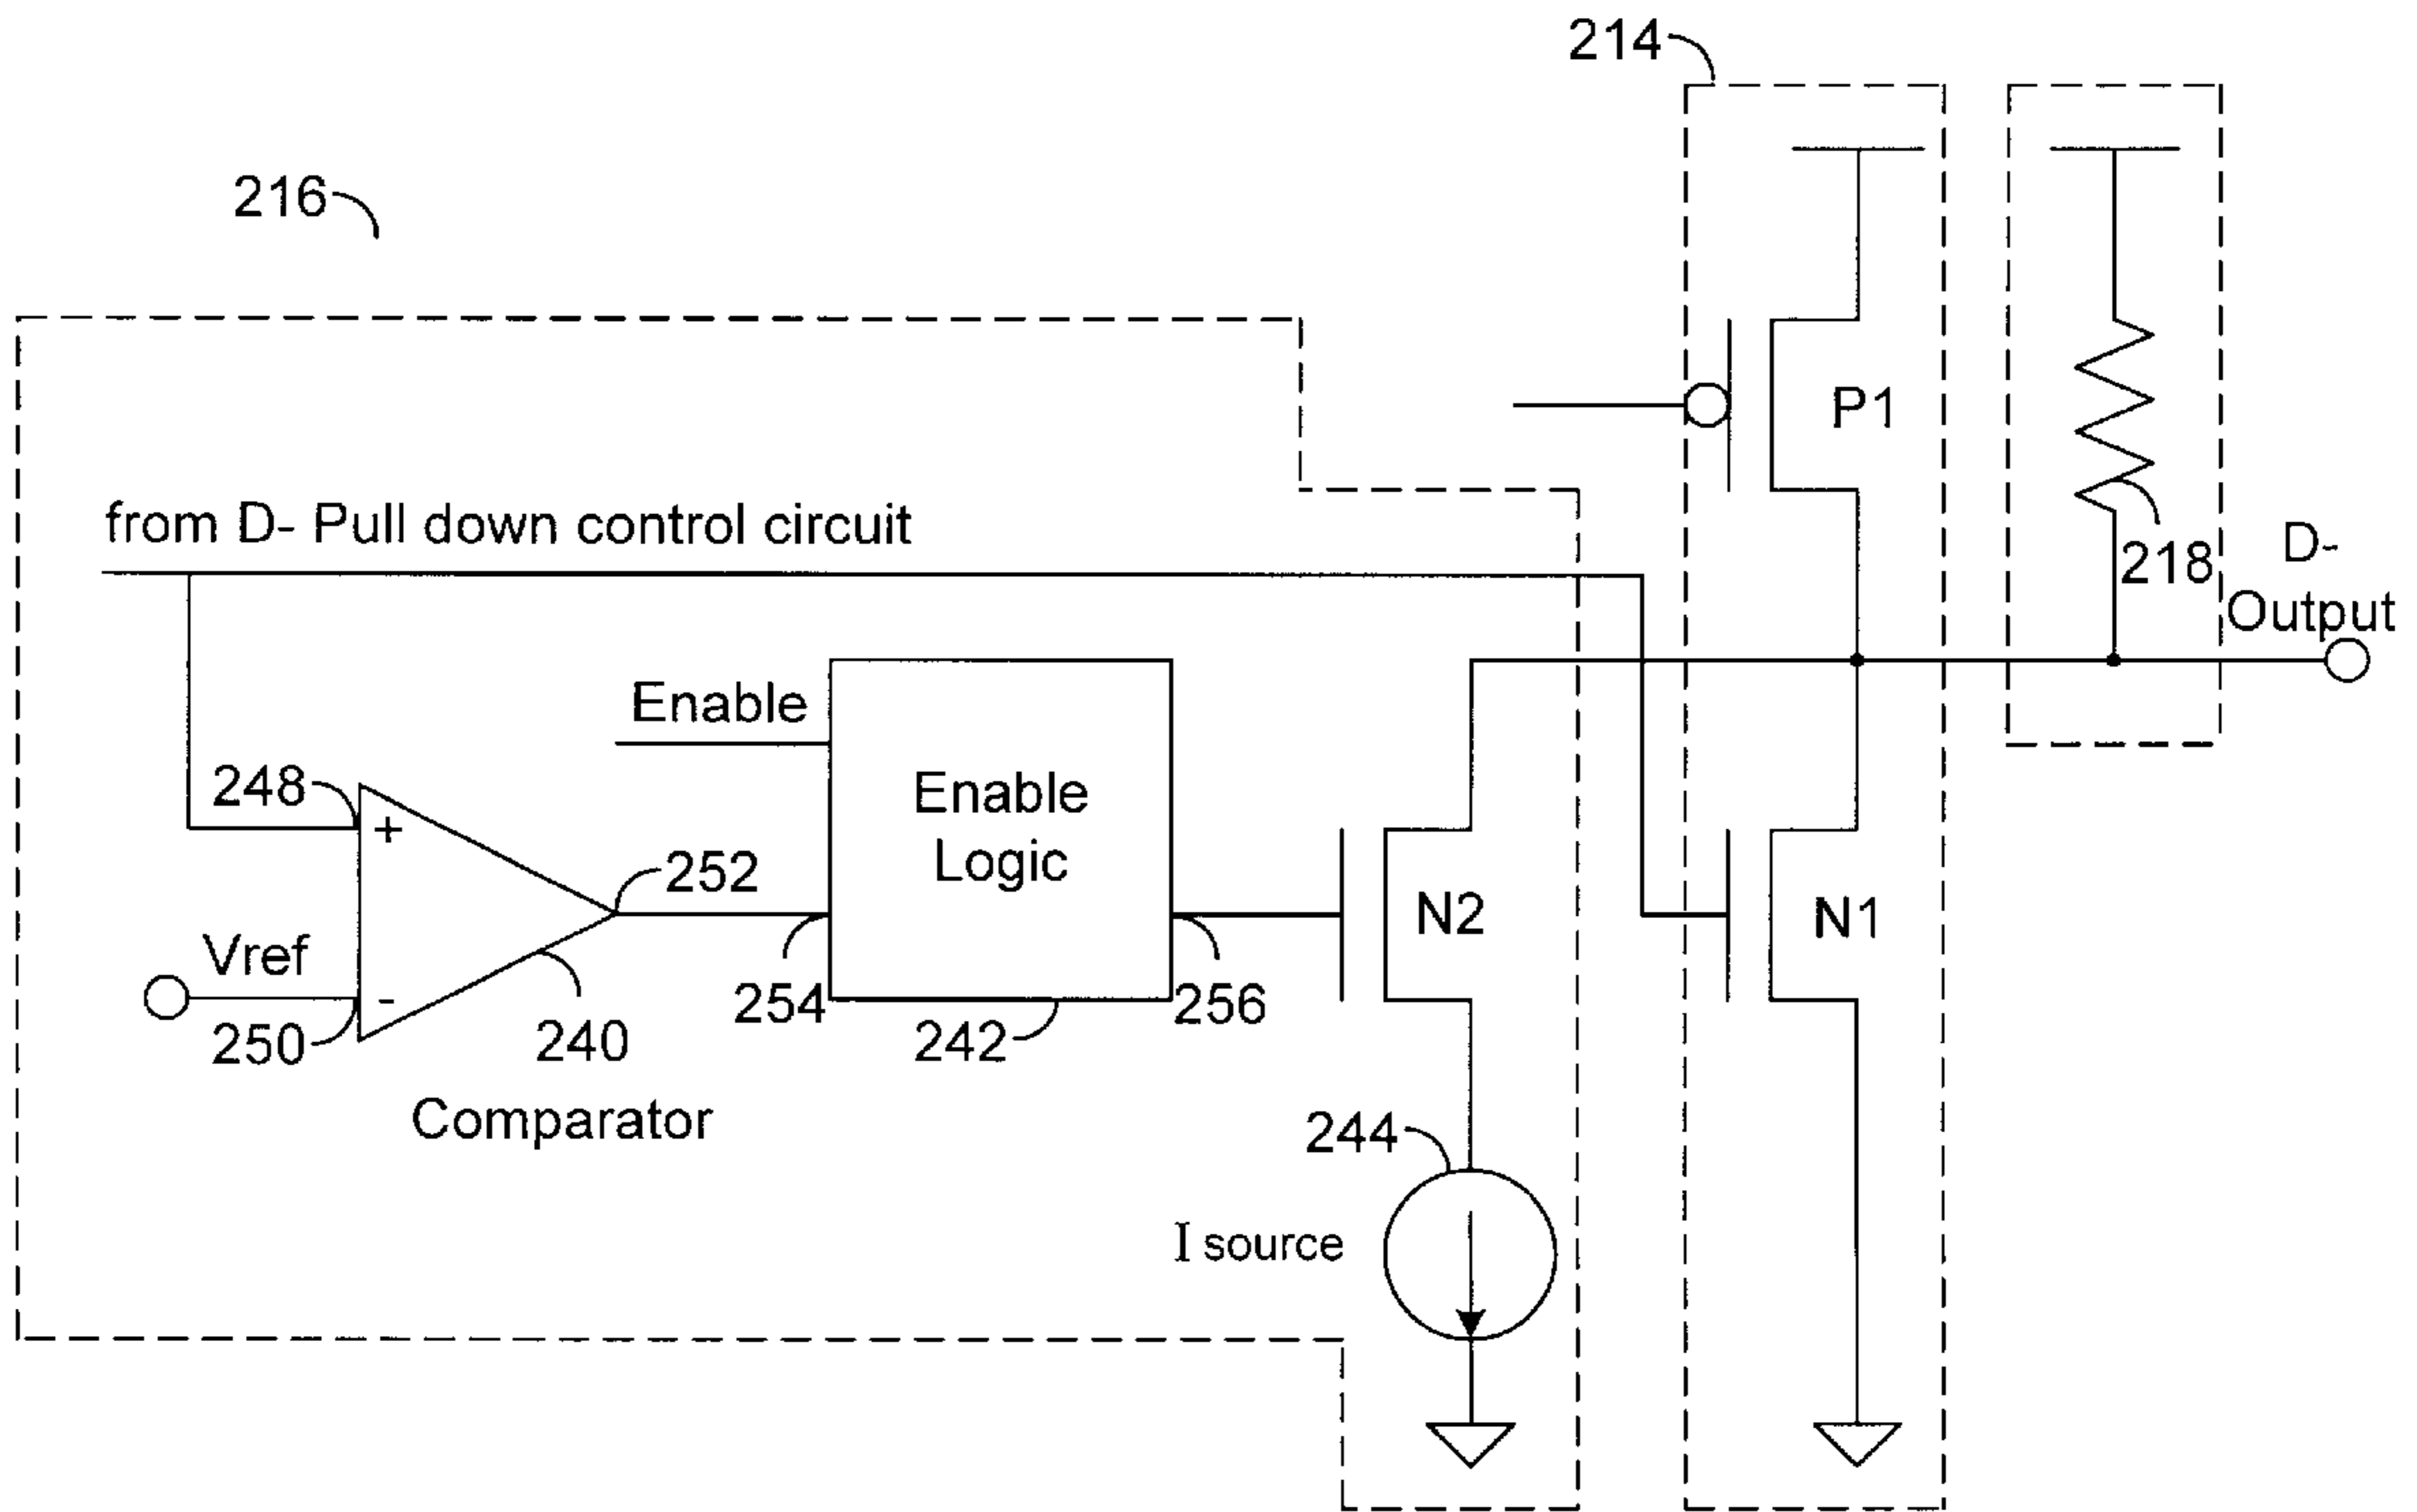 214
216
P1
from D- Pull down control circuit
218
D-
Output
Enable
248
+
Enable
Logic
252
N2
N1
Vref
-
250
240
254
242
256
Comparator
244
I source